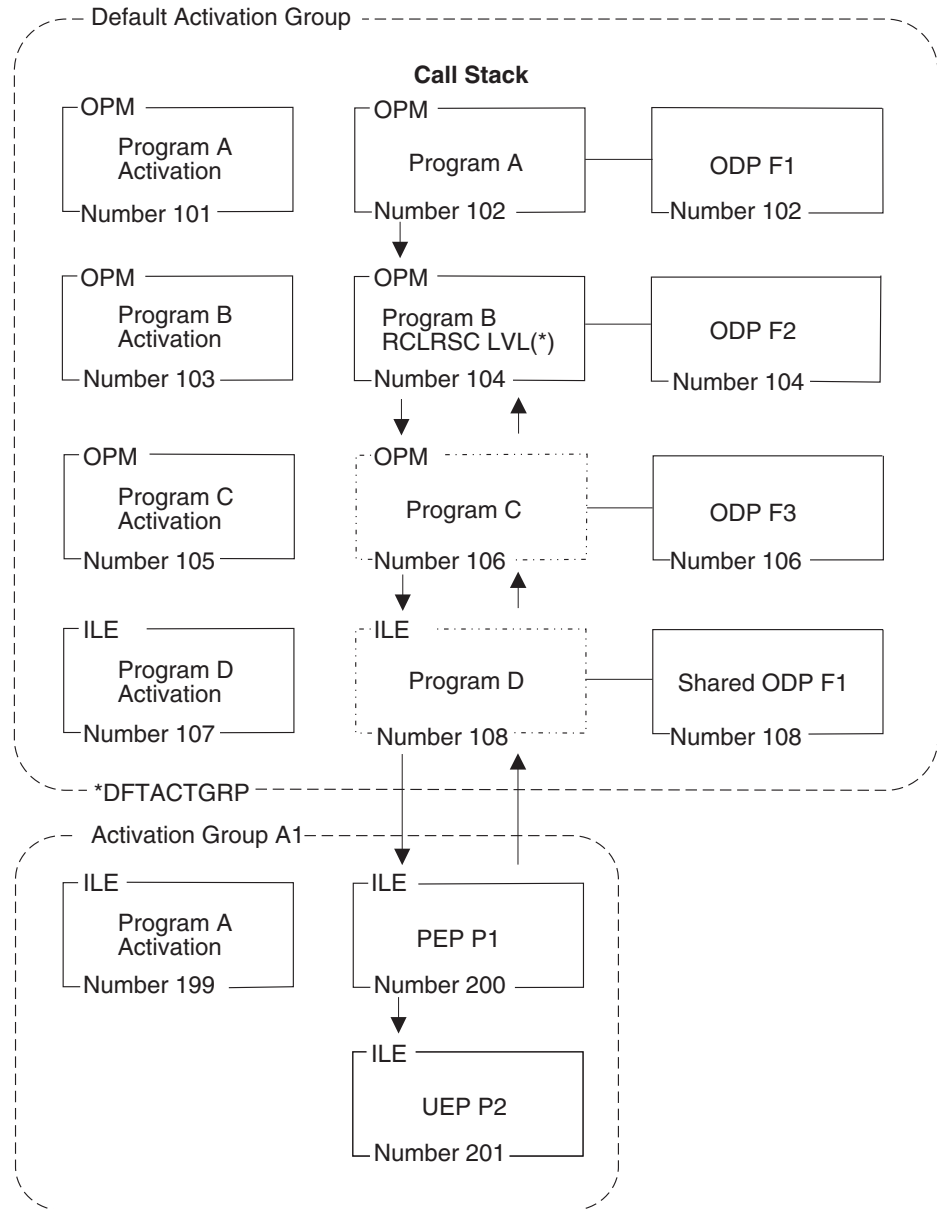 Default Activation Group
Call Stack
OPM
Program A
Activation
Number 101
OPM
Program A
Number 102
ODP F1
Number 102
OPM
Program B
Activation
Number 103
OPM
Program B
RCLRSC LVL(*)
Number 104
ODP F2
Number 104
OPM
Program C
Activation
Number 105
OPM
Program C
Number 106
ODP F3
Number 106
ILE
Program D
Activation
Number 107
ILE
Program D
Number 108
Shared ODP F1
Number 108
*DFTACTGRP
Activation Group A1
ILE
Program A
Activation
Number 199
ILE
PEP P1
Number 200
ILE
UEP P2
Number 201